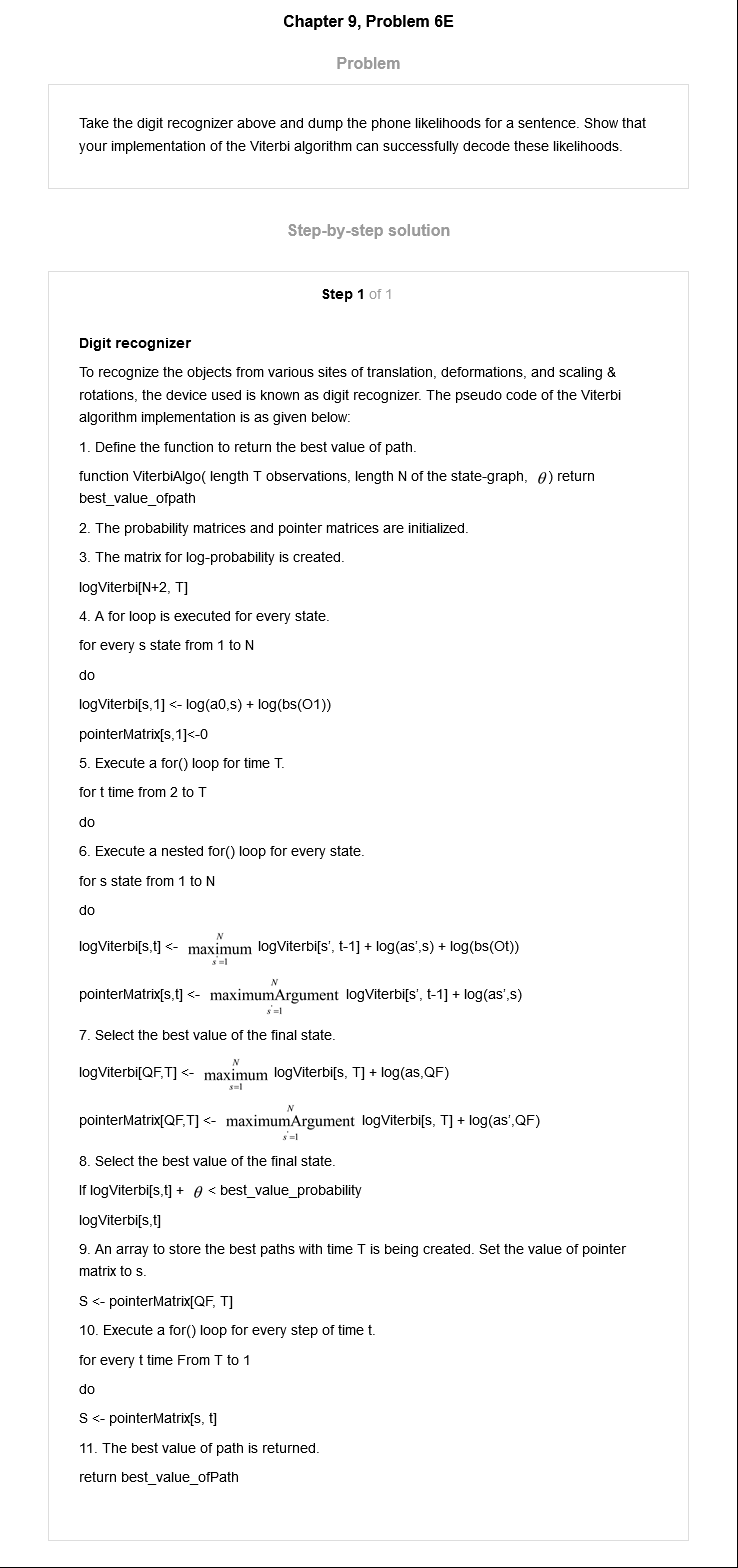 Chapter 9, Problem 6E
Problem
Take the digit recognizer above and dump the phone likelihoods for a sentence. Show that
your implementation of the Viterbi algorithm can successfully decode these likelihoods.
Step-by-step solution
Step 1 of 1
Digit recognizer
To recognize the objects from various sites of translation, deformations, and scaling &
rotations, the device used is known as digit recognizer. The pseudo code of the Viterbi
algorithm implementation is as given below:
1. Define the function to return the best value of path.
function ViterbiAlgo( length T observations, length N of the state-graph, θ) return
best_value_ofpath
2. The probability matrices and pointer matrices are initialized.
3. The matrix for log-probability is created.
logViterbi[N+2, T]
4. A for loop is executed for every state.
for every s state from 1 to N
do
logViterbi[s,1] <- log(a0,s) + log(bs(O1))
pointerMatrix[s,1]<-0
5. Execute a for() loop for time T.
for t time from 2 to T
do
6. Execute a nested for() loop for every state.
for s state from 1 to N
do
N
logViterbi[s,t] <- maximum logViterbi[s', t-1] + log(as',s) + log(bs(Ot))
s'=1
N
pointerMatrix[s,t] <- maximumArgument logViterbi[s', t-1] + log(as',s)
s'=1
7. Select the best value of the final state.
N
logViterbi[QF,T] <- maximum logViterbi[s, T] + log(as,QF)
s=1
N
pointerMatrix[QF,T] <- maximumArgument logViterbi[s, T] + log(as',QF)
s'=1
8. Select the best value of the final state.
If logViterbi[s,t] + θ < best_value_probability
logViterbi[s,t]
9. An array to store the best paths with time T is being created. Set the value of pointer
matrix to s.
S <- pointerMatrix[QF, T]
10. Execute a for() loop for every step of time t.
for every t time From T to 1
do
S <- pointerMatrix[s, t]
11. The best value of path is returned.
return best_value_ofPath